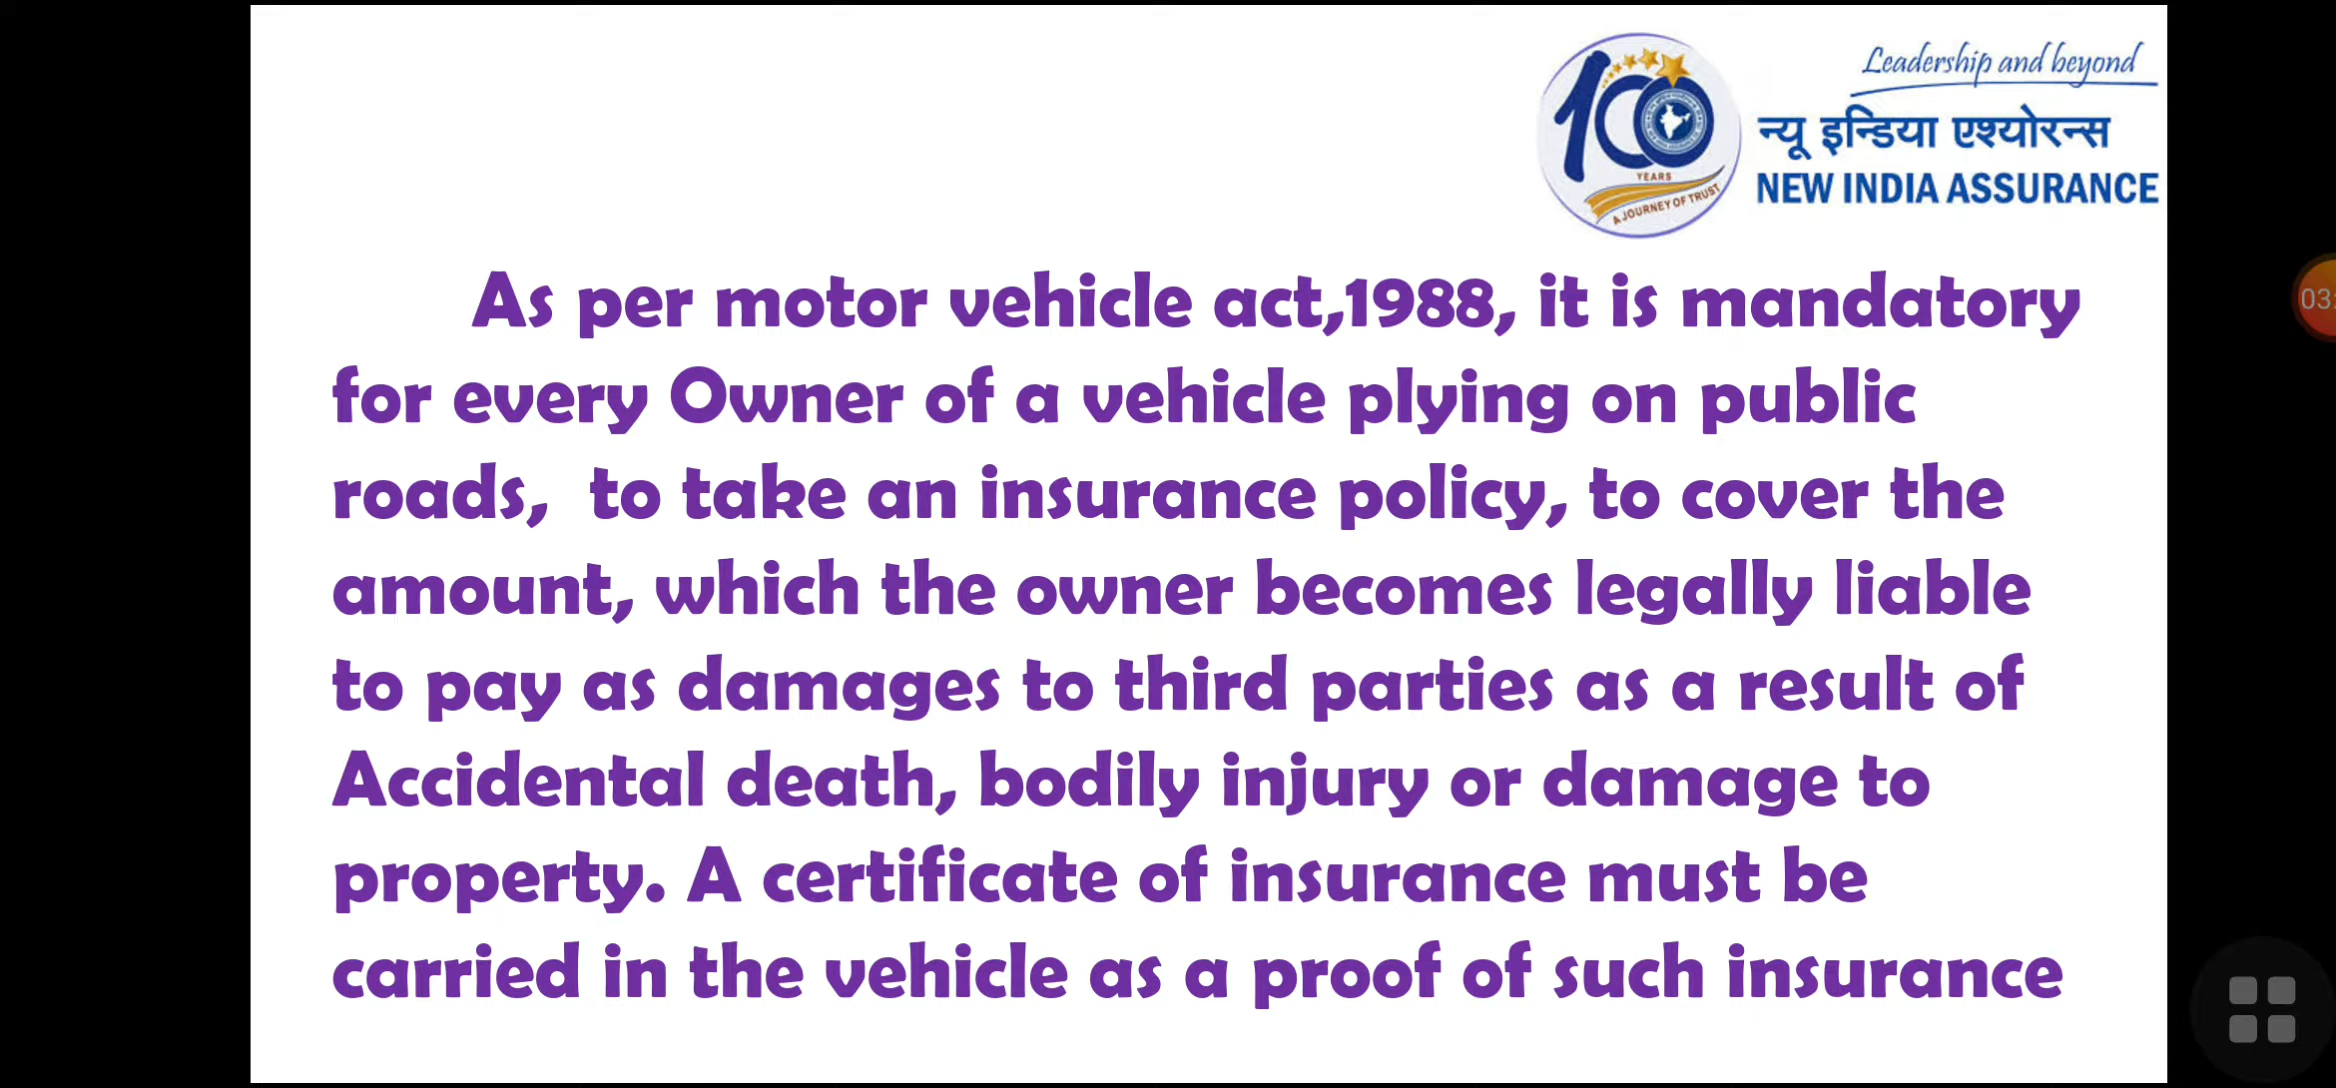 Leadership and beyond
100
YEARS
A JOURNEY OF TRUST
न्यू इन्डिया एश्योरन्स
NEW INDIA ASSURANCE
As per motor vehicle act,1988, it is mandatory
for every Owner of a vehicle plying on public
roads,  to take an insurance policy, to cover the
amount, which the owner becomes legally liable
to pay as damages to third parties as a result of
Accidental death, bodily injury or damage to
property. A certificate of insurance must be
carried in the vehicle as a proof of such insurance
03: